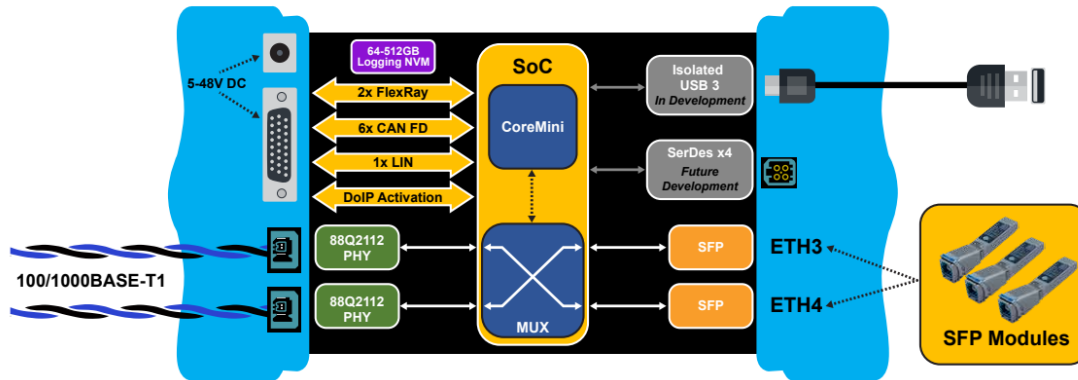 64-512GB
Logging NVM
5-48V DC
2x FlexRay
6x CAN FD
1x LIN
DoIP Activation
SoC
CoreMini
MUX
Isolated
USB 3
In Development
SerDes x4
Future
Development
100/1000BASE-T1
88Q2112
PHY
88Q2112
PHY
SFP
SFP
ETH3
ETH4
SFP Modules